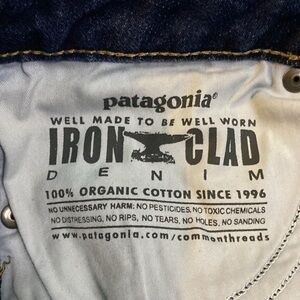 patagonia®
WELL MADE TO BE WELL WORN
IRON CLAD
DENIM
100% ORGANIC COTTON SINCE 1996
NO UNNECESSARY HARM: NO PESTICIDES, NO TOXIC CHEMICALS
NO DISTRESSING, NO RIPS, NO TEARS, NO HOLES, NO SANDING
www.patagonia.com/commonthreads